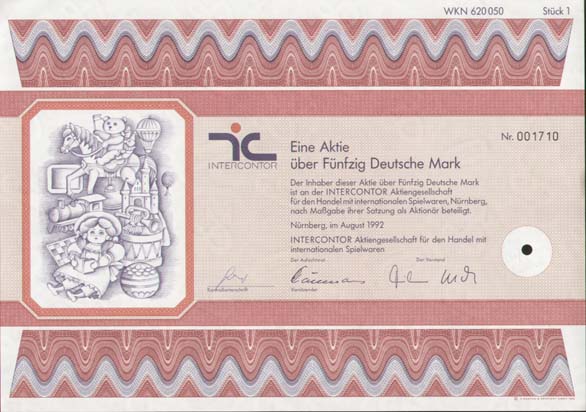 WKN 620 050 Stück 1
INTERCONTOR
Nr. 001710
Eine Aktie
über Fünfzig Deutsche Mark
Der Inhaber dieser Aktie über Fünfzig Deutsche Mark
ist an der INTERCONTOR Aktiengesellschaft
für den Handel mit internationalen Spielwaren, Nürnberg,
nach Maßgabe ihrer Satzung als Aktionär beteiligt.
Nürnberg, im August 1992
INTERCONTOR Aktiengesellschaft für den Handel mit
internationalen Spielwaren
Der Aufsichtsrat Der Vorstand
Kontrollunterschrift Vorsitzender